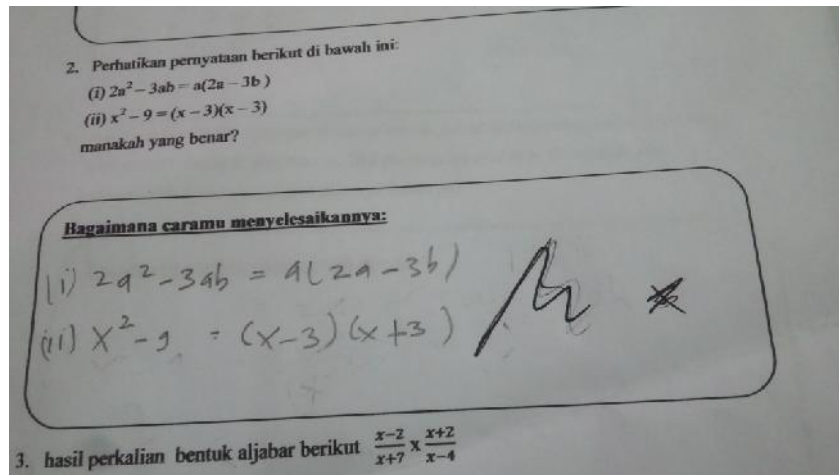 2. Perhatikan pernyataan berikut di bawah ini:
(i) 2a² – 3ab = a(2a – 3b )
(ii) x² – 9 = (x – 3)(x – 3)
manakah yang benar?
Bagaimana caramu menyelesaikannya:
(i) 2a² – 3ab = a(2a – 3b)
(ii) x² – 9 = (x – 3) (x + 3)
3. hasil perkalian bentuk aljabar berikut \frac{x-2}{x+7} x \frac{x+2}{x-4}